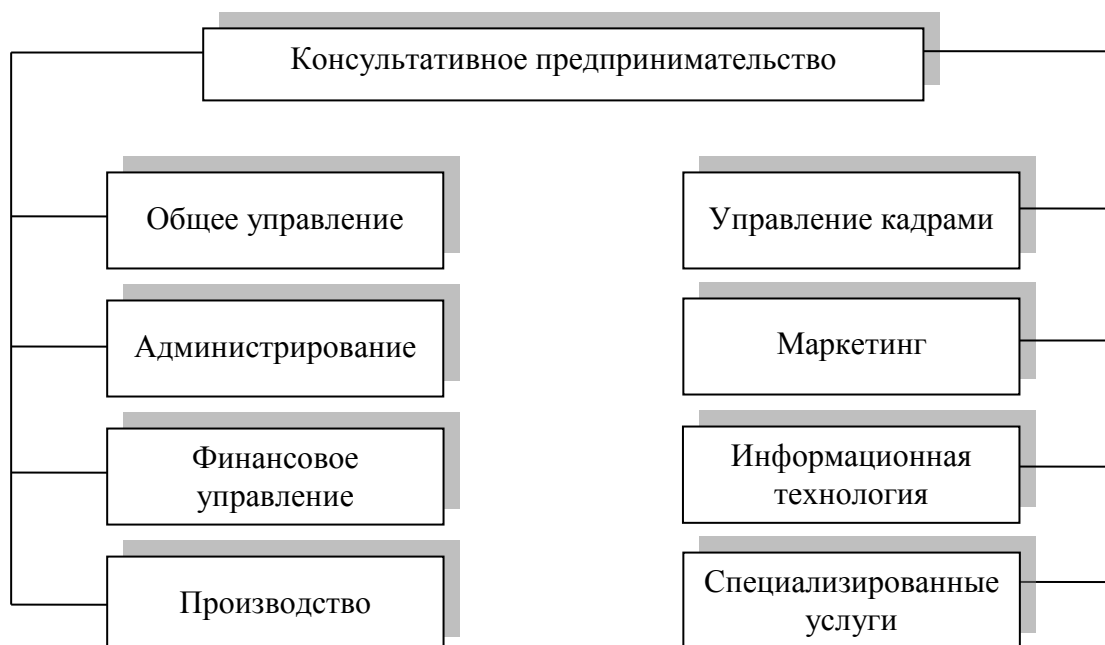 Консультативное предпринимательство
Общее управление
Управление кадрами
Администрирование
Маркетинг
Финансовое
управление
Информационная
технология
Производство
Специализированные
услуги